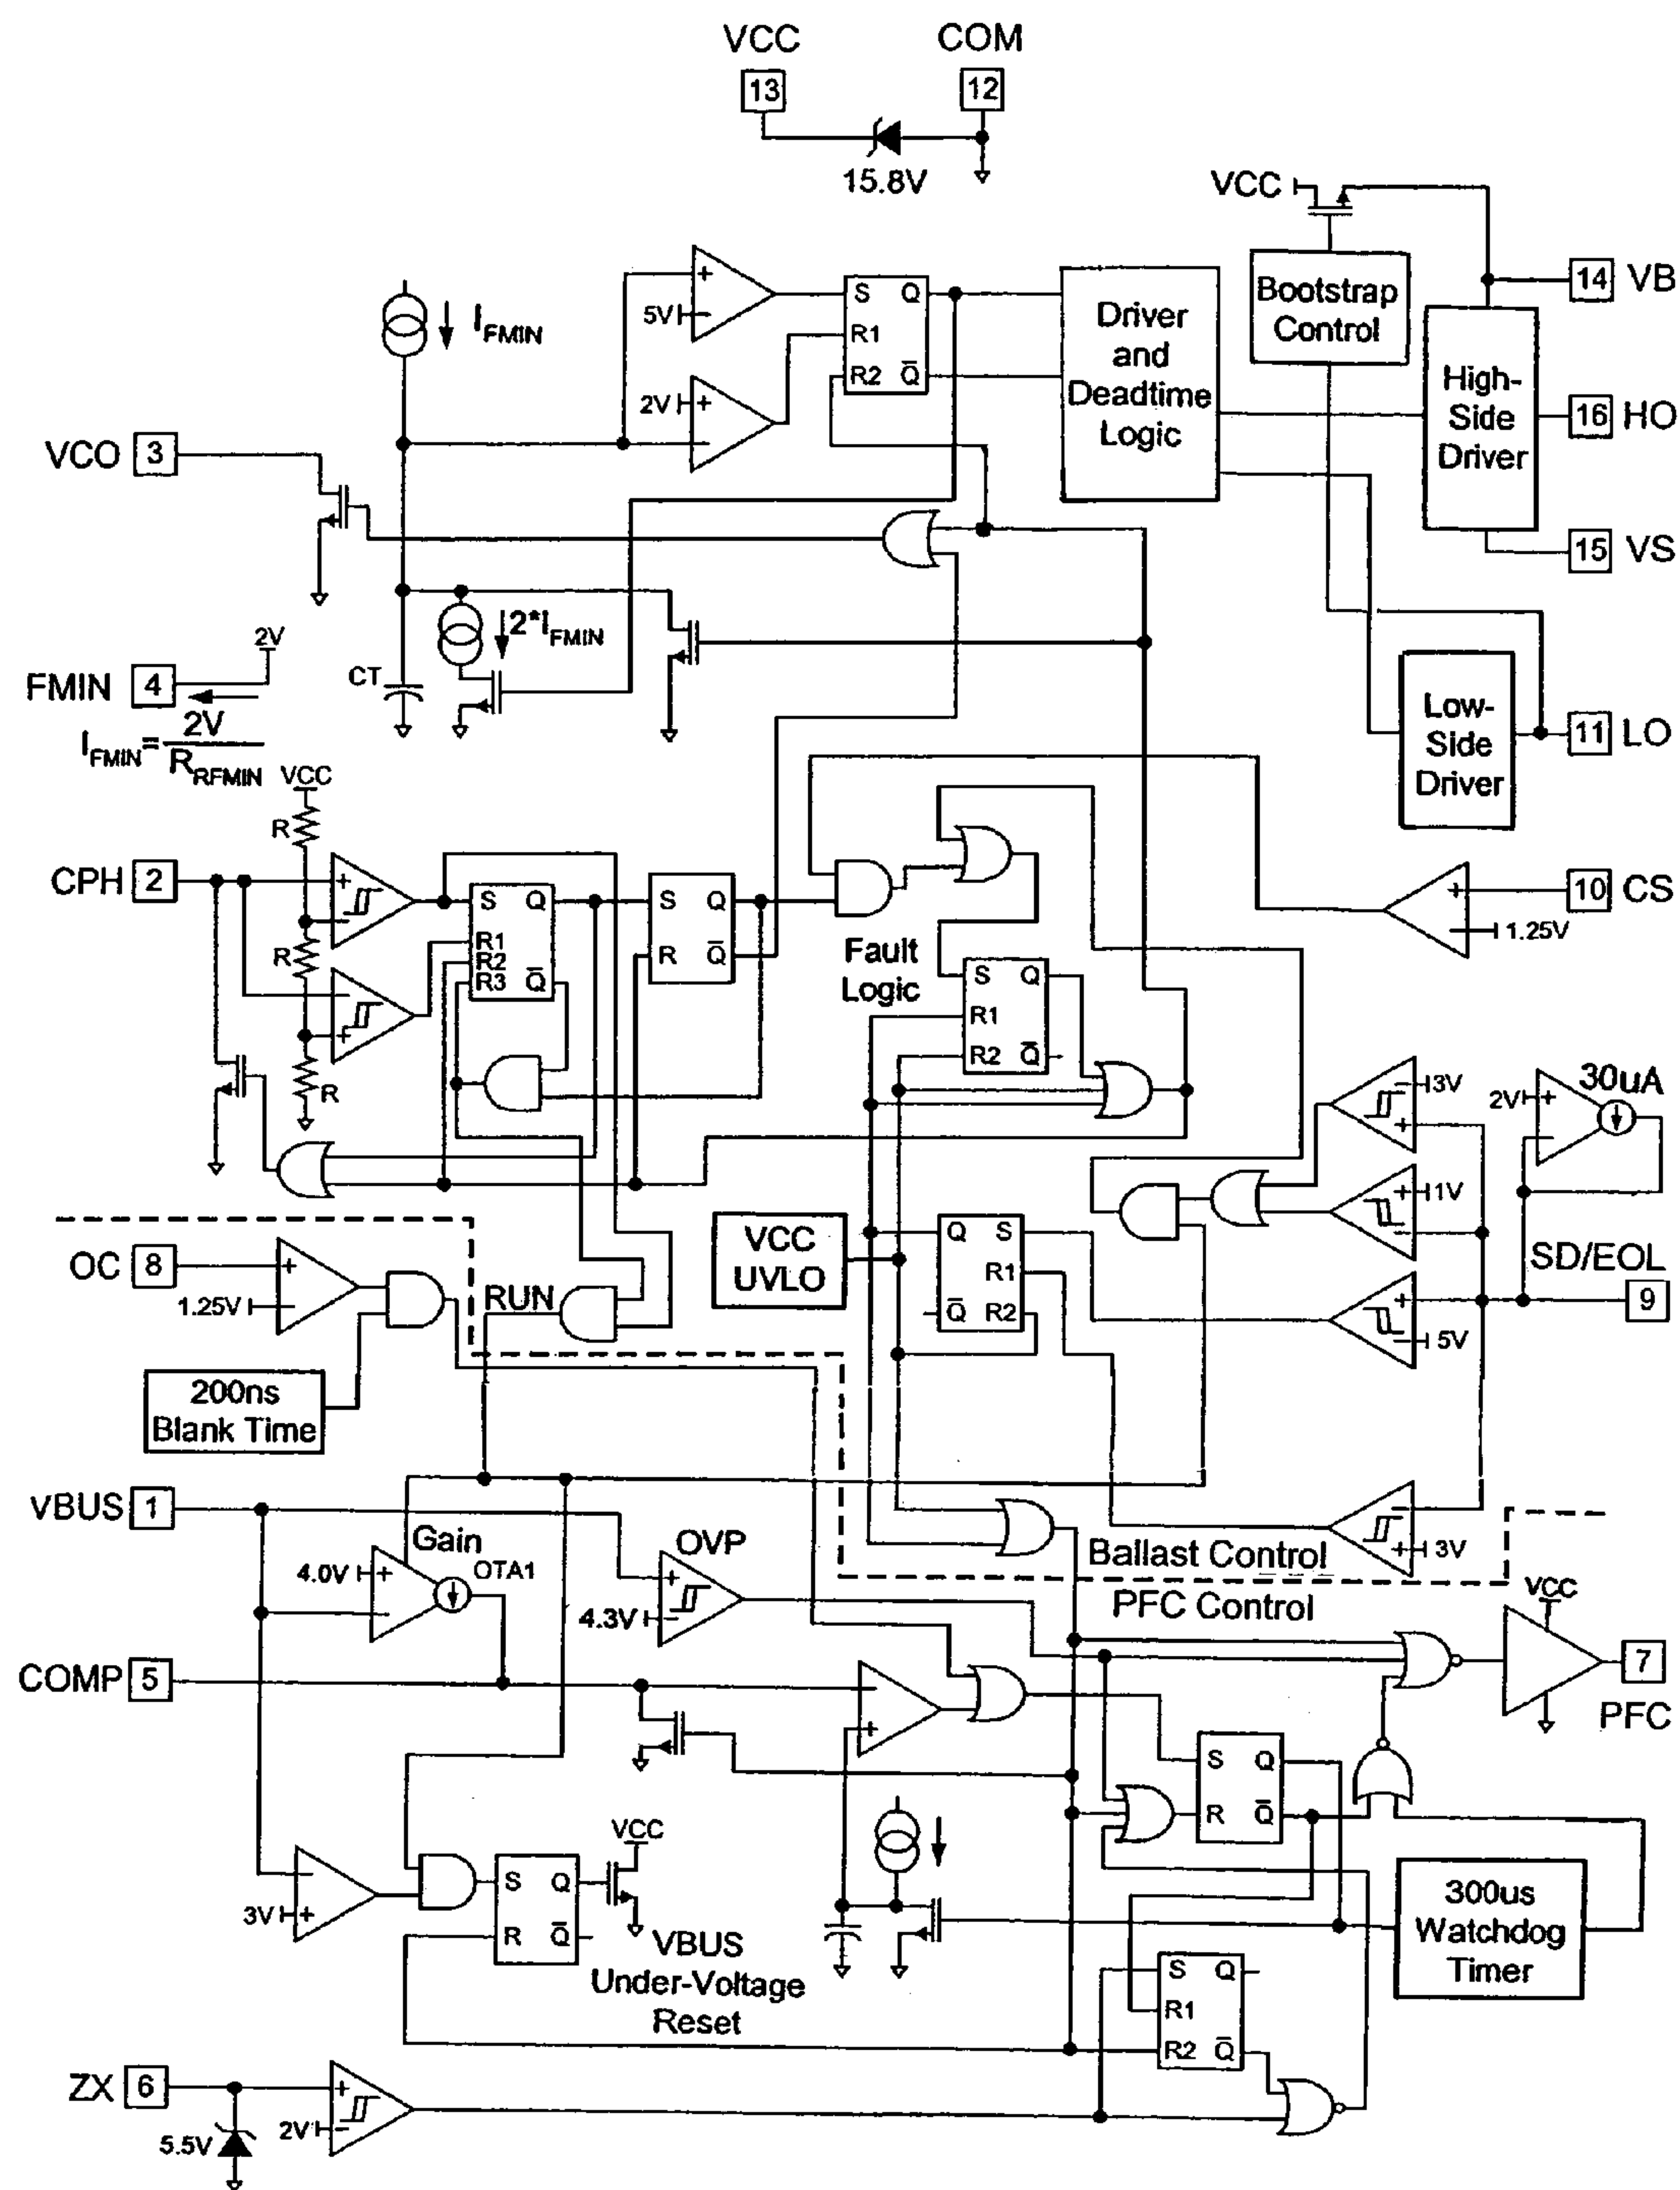 VCC
COM
13
12
15.8V
VCC
Bootstrap
Control
14 VB
High-
Side
Driver
16 HO
15 VS
Low-
Side
Driver
11 LO
I_FMIN
5V
+
−
2V
+
−
S Q
R1
R2 Q̅
Driver
and
Deadtime
Logic
VCO 3
2*I_FMIN
CT
FMIN 4
2V
I_FMIN = 2V / R_RFMIN
VCC
R
R
R
CPH 2
+
−
−
+
S Q
R1
R2
R3 Q̅
S Q
R Q̅
Fault
Logic
S Q
R1
R2 Q̅
+
−
1.25V
10 CS
3V
−
+
2V
+
−
30uA
+
1V
−
SD/EOL
9
+
−
5V
VCC
UVLO
Q S
R1
Q̅ R2
OC 8
+
−
1.25V
RUN
200ns
Blank Time
VBUS 1
Gain
4.0V
+
−
OTA1
OVP
+
−
4.3V
−
+
3V
Ballast Control
PFC Control
COMP 5
−
+
VCC
7
PFC
S Q
R Q̅
−
+
3V
S Q
R Q̅
VCC
VBUS
Under-Voltage
Reset
300us
Watchdog
Timer
S Q
R1
R2 Q̅
ZX 6
+
−
2V
5.5V